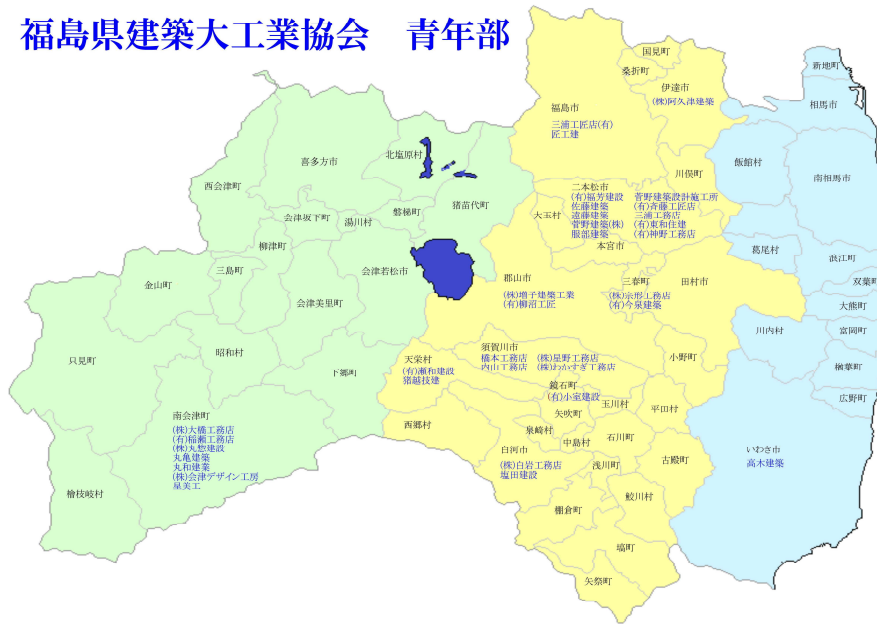 福島県建築大工業協会　青年部
国見町
桑折町
伊達市
(株)阿久津建築
福島市
三浦工匠店(有)
匠工建
新地町
相馬市
飯館村
南相馬市
川俣町
北塩原村
喜多方市
西会津町
猪苗代町
磐梯町
会津坂下町
湯川村
柳津町
二本松市
(有)福芳建設　菅野建築設計施工所
佐藤建築　(有)斉藤工匠店
遠藤建築　三浦工務店
菅野建築(株)　(有)東和住建
服部建築　(有)神野工務店
大玉村
本宮市
葛尾村
浪江町
双葉町
大熊町
富岡町
楢葉町
広野町
川内村
三島町
会津若松市
金山町
会津美里町
郡山市
(株)増子建築工業
(有)柳沼工匠
三春町
田村市
(株)宗形工務店
(有)今泉建築
只見町
昭和村
下郷町
天栄村
(有)瀬和建設
猪越技建
須賀川市
橋本工務店　(株)星野工務店
内山工務店　(株)わかすぎ工務店
小野町
鏡石町
(有)小室建設
玉川村
平田村
矢吹町
西郷村
泉崎村
中島村
石川町
南会津町
(株)大橋工務店
(有)稲瀬工務店
(株)丸惣建設
丸亀建築
丸和建業
(株)会津デザイン工房
星美工
白河市
(株)白岩工務店
塩田建設
浅川町
古殿町
いわき市
高木建築
檜枝岐村
棚倉町
鮫川村
塙町
矢祭町